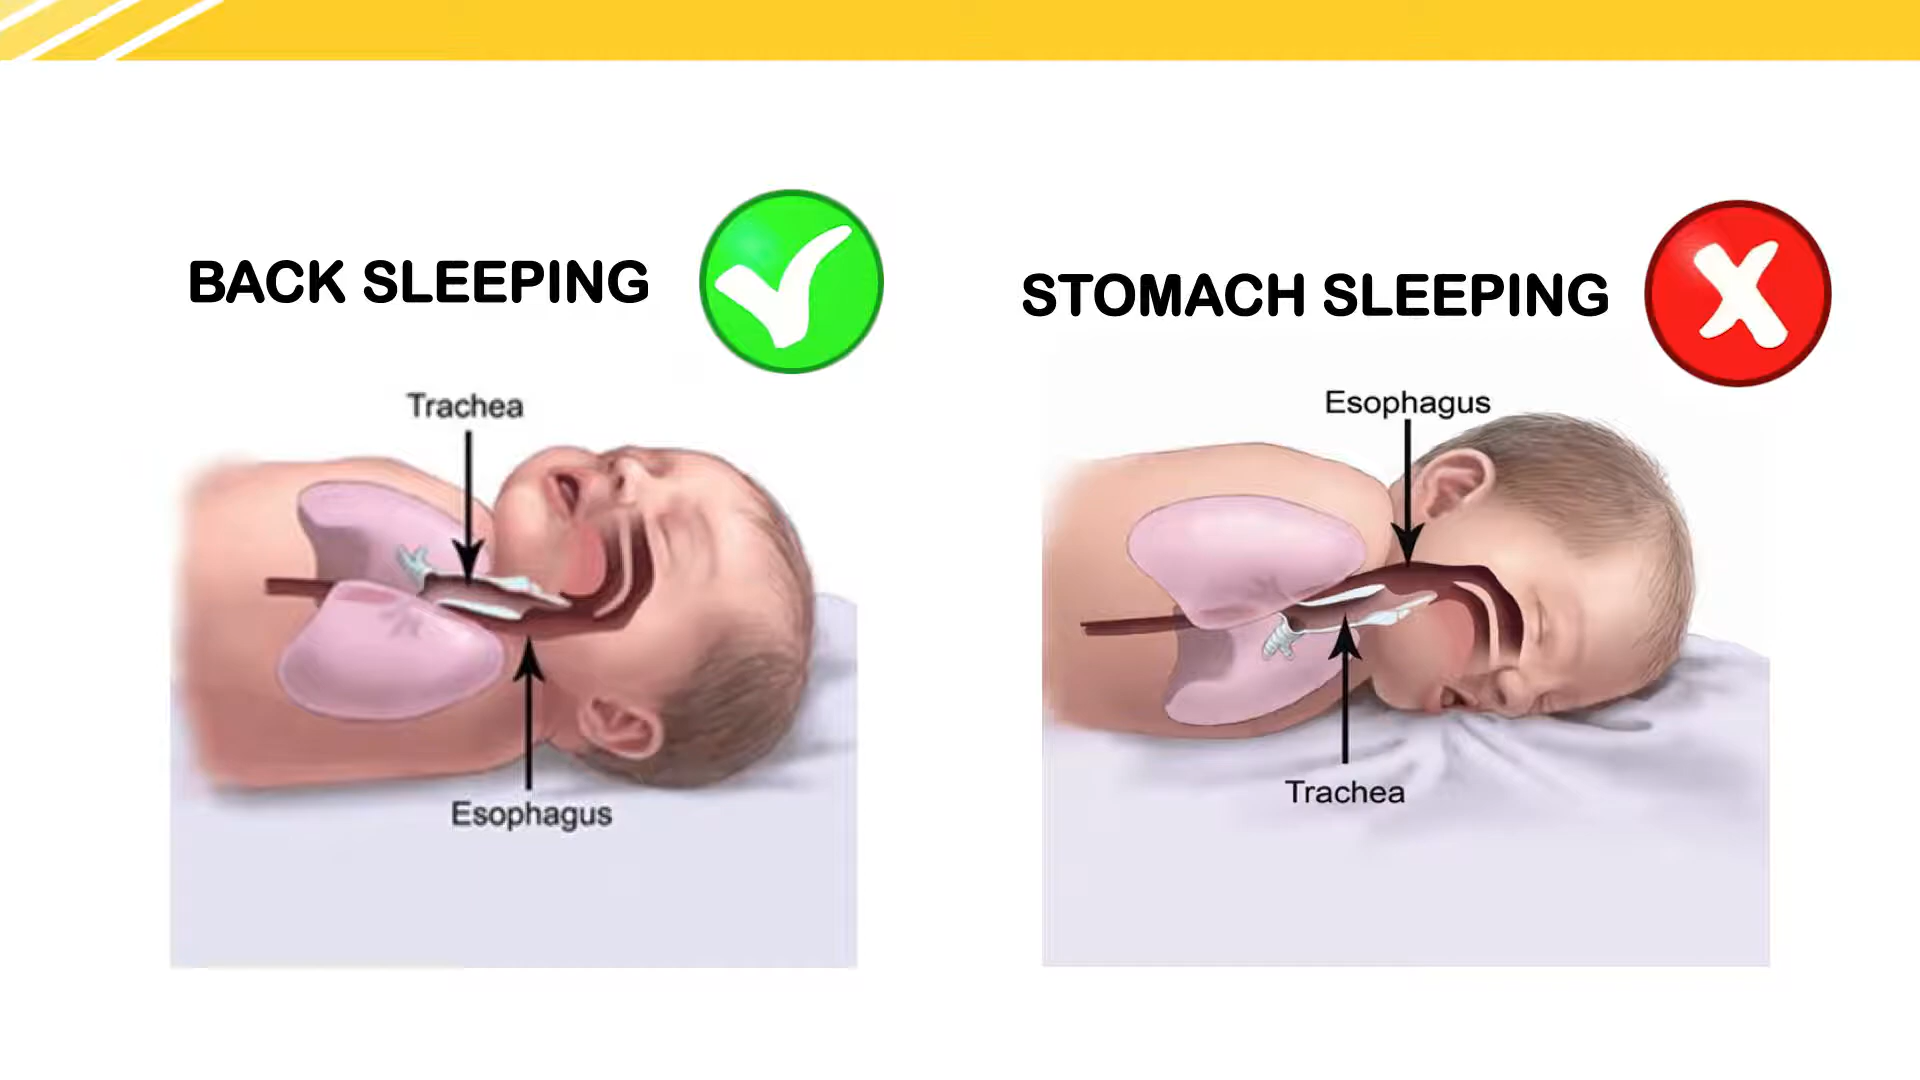 BACK SLEEPING
Trachea
Esophagus
STOMACH SLEEPING
Esophagus
Trachea